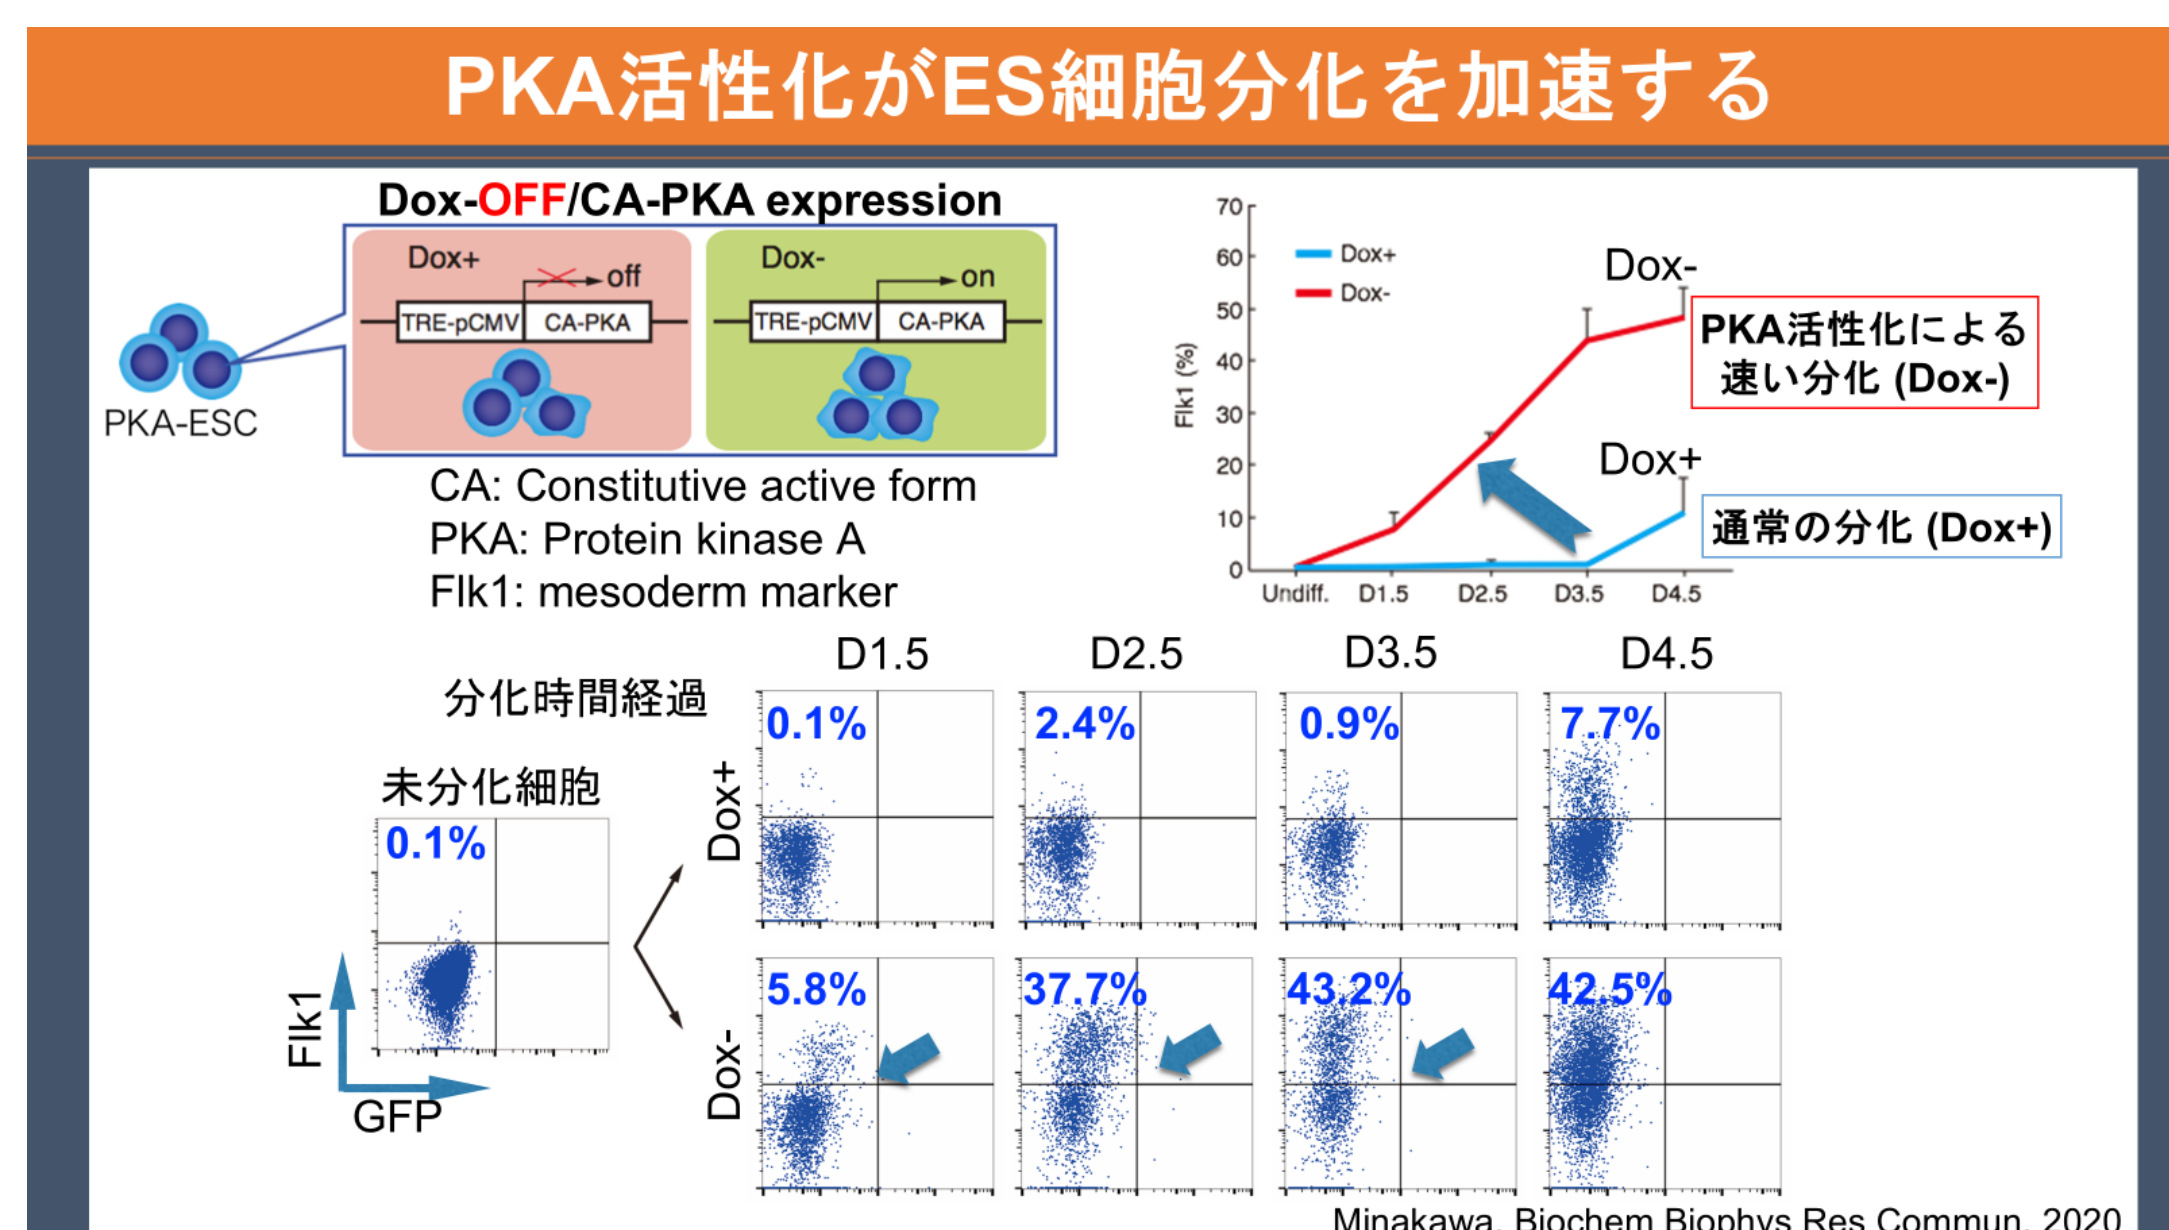 PKA活性化がES細胞分化を加速する
Dox-OFF/CA-PKA expression
Dox+
off
TRE-pCMV
CA-PKA
Dox-
on
TRE-pCMV
CA-PKA
PKA-ESC
CA: Constitutive active form
PKA: Protein kinase A
Flk1: mesoderm marker
70
60
50
40
30
20
10
0
Flk1 (%)
Dox+
Dox-
Dox-
PKA活性化による
速い分化 (Dox-)
Dox+
通常の分化 (Dox+)
Undiff.
D1.5
D2.5
D3.5
D4.5
D1.5
D2.5
D3.5
D4.5
分化時間経過
未分化細胞
0.1%
Flk1
GFP
Dox+
0.1%
2.4%
0.9%
7.7%
Dox-
5.8%
37.7%
43.2%
42.5%
Minakawa, Biochem Biophys Res Commun, 2020